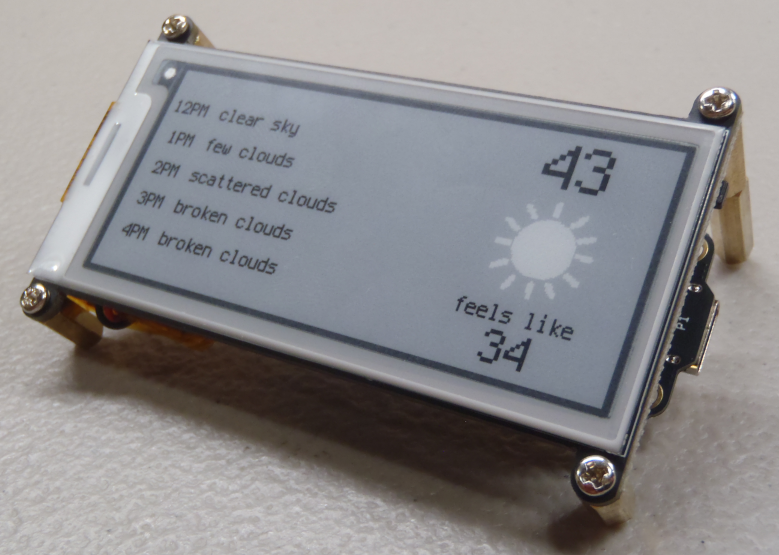 12PM clear sky
1PM few clouds
2PM scattered clouds
3PM broken clouds
4PM broken clouds
43
feels like
34